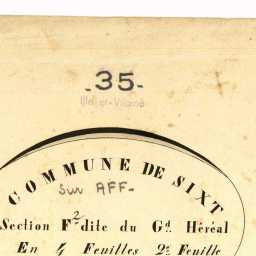 -35-
Ille-et-Vilaine
COMMUNE DE SIXT
Sur AFF-
Section F² dite du Gd. Héréal
En 4 Feuilles 2e Feuille